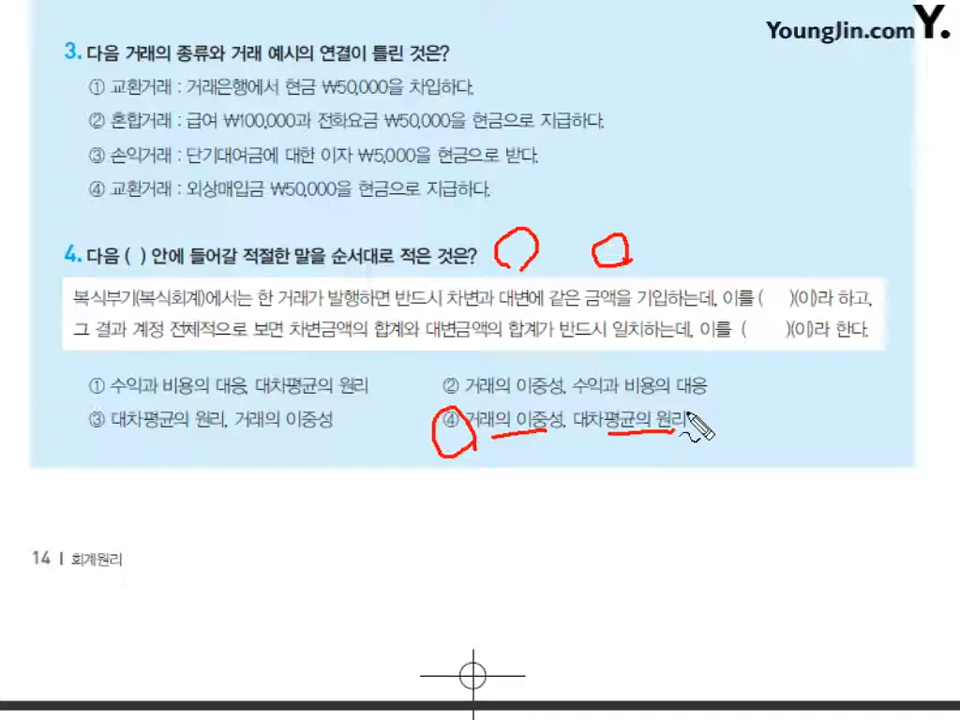 YoungJin.com Y.
3. 다음 거래의 종류와 거래 예시의 연결이 틀린 것은?
① 교환거래 : 거래은행에서 현금 ₩50,000을 차입하다.
② 혼합거래 : 급여 ₩100,000과 전화요금 ₩50,000을 현금으로 지급하다.
③ 손익거래 : 단기대여금에 대한 이자 ₩5,000을 현금으로 받다.
④ 교환거래 : 외상매입금 ₩50,000을 현금으로 지급하다.
4. 다음 ( ) 안에 들어갈 적절한 말을 순서대로 적은 것은?
복식부기(복식회계)에서는 한 거래가 발행하면 반드시 차변과 대변에 같은 금액을 기입하는데, 이를 ( )(이)라 하고,
그 결과 계정 전체적으로 보면 차변금액의 합계와 대변금액의 합계가 반드시 일치하는데, 이를 ( )(이)라 한다.
① 수익과 비용의 대응, 대차평균의 원리 ② 거래의 이중성, 수익과 비용의 대응
③ 대차평균의 원리, 거래의 이중성 ④ 거래의 이중성, 대차평균의 원리
14 | 회계원리